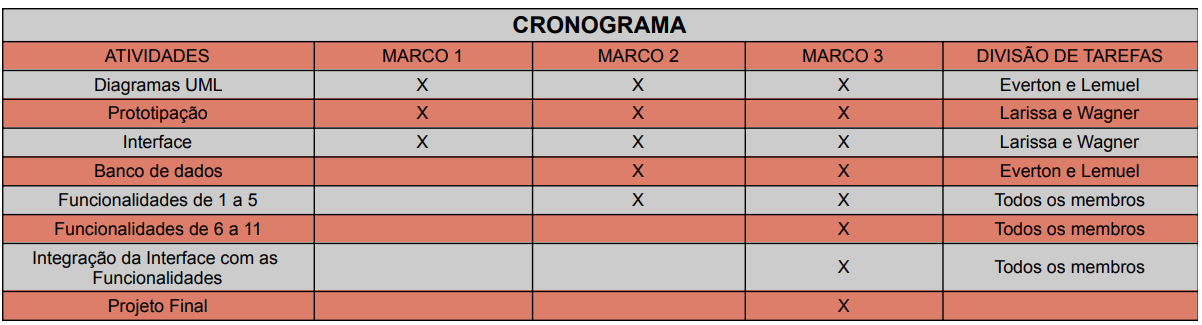 CRONOGRAMA
ATIVIDADES MARCO 1 MARCO 2 MARCO 3 DIVISÃO DE TAREFAS
Diagramas UML X X X Everton e Lemuel
Prototipação X X X Larissa e Wagner
Interface X X X Larissa e Wagner
Banco de dados X X Everton e Lemuel
Funcionalidades de 1 a 5 X X Todos os membros
Funcionalidades de 6 a 11 X Todos os membros
Integração da Interface com as
Funcionalidades X Todos os membros
Projeto Final X